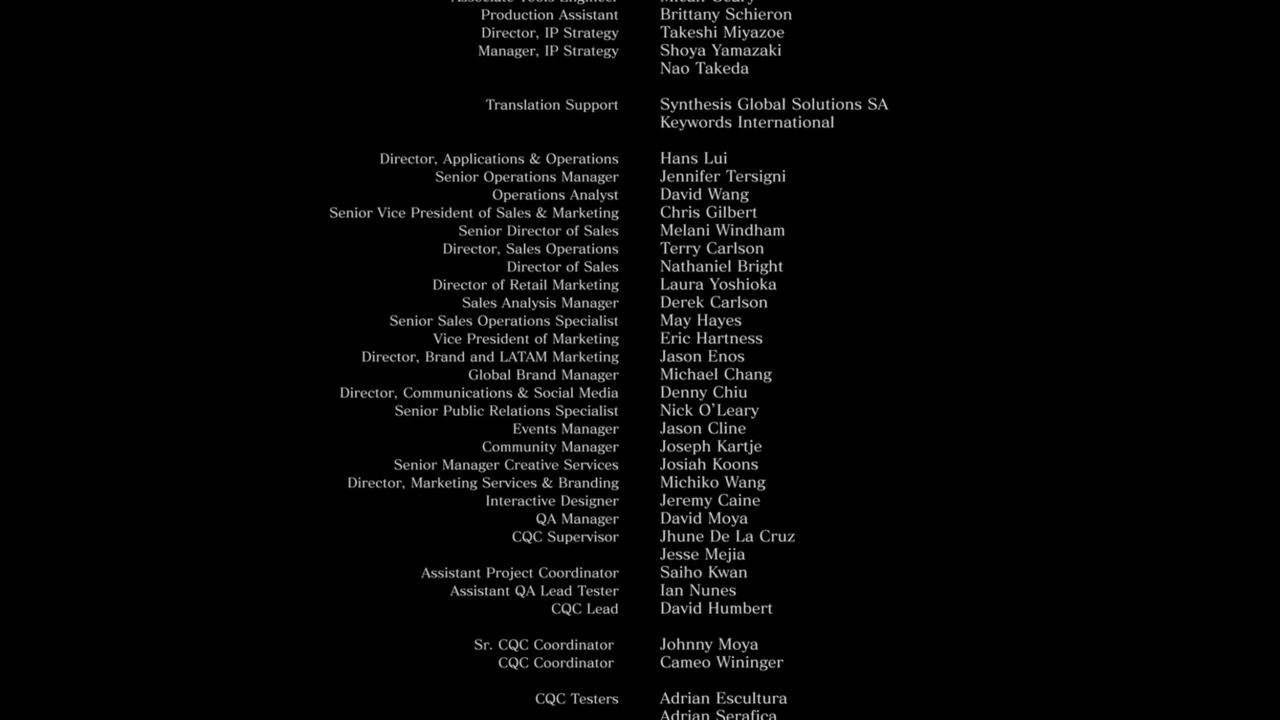 Associate Tools Engineer Micah Geary
Production Assistant Brittany Schieron
Director, IP Strategy Takeshi Miyazoe
Manager, IP Strategy Shoya Yamazaki
Nao Takeda
Translation Support Synthesis Global Solutions SA
Keywords International
Director, Applications & Operations Hans Lui
Senior Operations Manager Jennifer Tersigni
Operations Analyst David Wang
Senior Vice President of Sales & Marketing Chris Gilbert
Senior Director of Sales Melani Windham
Director, Sales Operations Terry Carlson
Director of Sales Nathaniel Bright
Director of Retail Marketing Laura Yoshioka
Sales Analysis Manager Derek Carlson
Senior Sales Operations Specialist May Hayes
Vice President of Marketing Eric Hartness
Director, Brand and LATAM Marketing Jason Enos
Global Brand Manager Michael Chang
Director, Communications & Social Media Denny Chiu
Senior Public Relations Specialist Nick O'Leary
Events Manager Jason Cline
Community Manager Joseph Kartje
Senior Manager Creative Services Josiah Koons
Director, Marketing Services & Branding Michiko Wang
Interactive Designer Jeremy Caine
QA Manager David Moya
CQC Supervisor Jhune De La Cruz
Jesse Mejia
Assistant Project Coordinator Saiho Kwan
Assistant QA Lead Tester Ian Nunes
CQC Lead David Humbert
Sr. CQC Coordinator Johnny Moya
CQC Coordinator Cameo Wininger
CQC Testers Adrian Escultura
Adrian Serafica